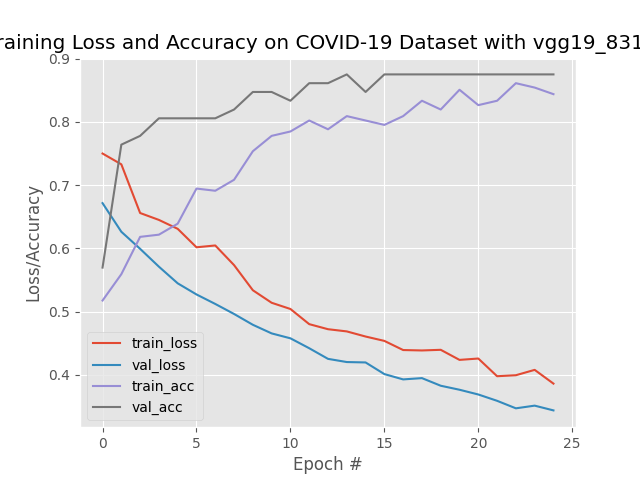 raining Loss and Accuracy on COVID-19 Dataset with vgg19_831
0.9
0.8
0.7
0.6
0.5
0.4
Loss/Accuracy
train_loss
val_loss
train_acc
val_acc
0 5 10 15 20 25
Epoch #